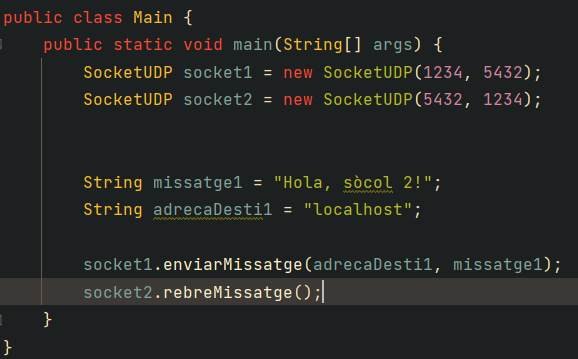 public class Main {
public static void main(String[] args) {
SocketUDP socket1 = new SocketUDP(1234, 5432);
SocketUDP socket2 = new SocketUDP(5432, 1234);
String missatge1 = "Hola, sòcol 2!";
String adrecaDesti1 = "localhost";
socket1.enviarMissatge(adrecaDesti1, missatge1);
socket2.rebreMissatge();
}
}